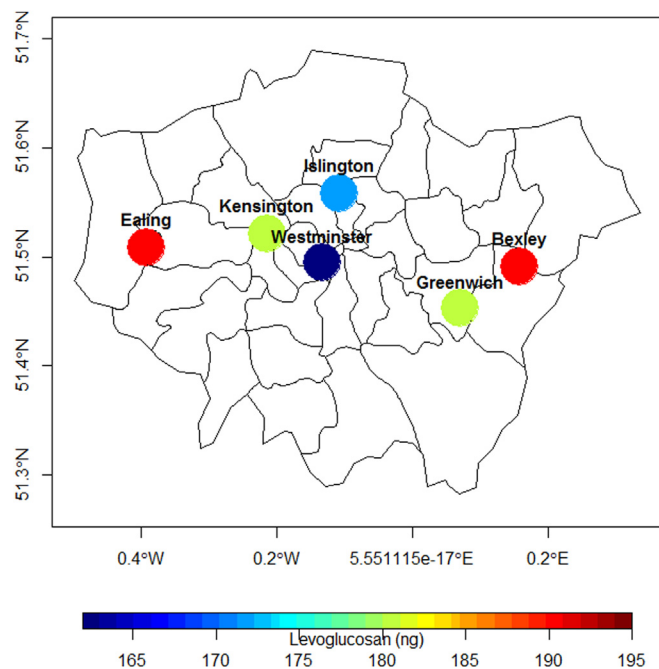 51.7°N
51.6°N
51.5°N
51.4°N
51.3°N
Islington
Kensington
Ealing
Westminster
Bexley
Greenwich
0.4°W 0.2°W 5.551115e-17°E 0.2°E
Levoglucosan (ng)
165 170 175 180 185 190 195